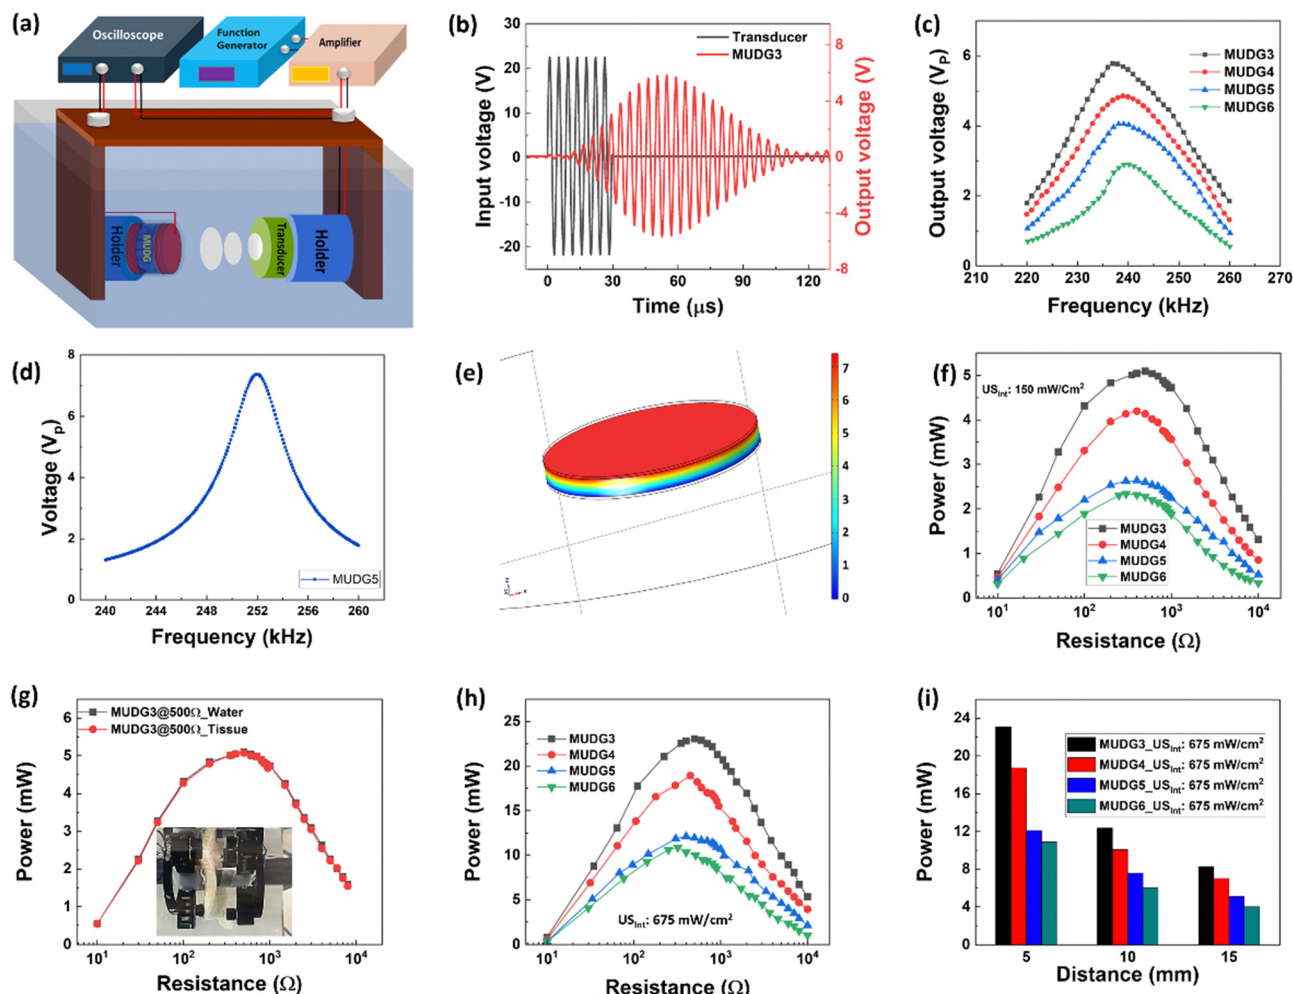 (a)
Oscilloscope
Function
Generator
Amplifier
Holder
MUDG
Transducer
Holder
(b)
Input voltage (V)
30
20
10
0
-10
-20
Transducer
MUDG3
8
4
0
-4
-8
Output voltage (V)
0 30 60 90 120
Time (μs)
(c)
Output voltage (VP)
8
6
4
2
0
MUDG3
MUDG4
MUDG5
MUDG6
210 220 230 240 250 260 270
Frequency (kHz)
(d)
Voltage (VP)
8
6
4
2
0
MUDG5
240 244 248 252 256 260
Frequency (kHz)
(e)
7
6
5
4
3
2
1
0
z
x
(f)
Power (mW)
5
4
3
2
1
0
USInt: 150 mW/Cm²
MUDG3
MUDG4
MUDG5
MUDG6
10¹ 10² 10³ 10⁴
Resistance (Ω)
(g)
Power (mW)
6
5
4
3
2
1
0
MUDG3@500Ω_Water
MUDG3@500Ω_Tissue
10¹ 10² 10³ 10⁴
Resistance (Ω)
(h)
Power (mW)
25
20
15
10
5
0
MUDG3
MUDG4
MUDG5
MUDG6
USInt: 675 mW/cm²
10¹ 10² 10³ 10⁴
Resistance (Ω)
(i)
Power (mW)
24
20
16
12
8
4
0
MUDG3_USInt: 675 mW/cm²
MUDG4_USInt: 675 mW/cm²
MUDG5_USInt: 675 mW/cm²
MUDG6_USInt: 675 mW/cm²
5 10 15
Distance (mm)